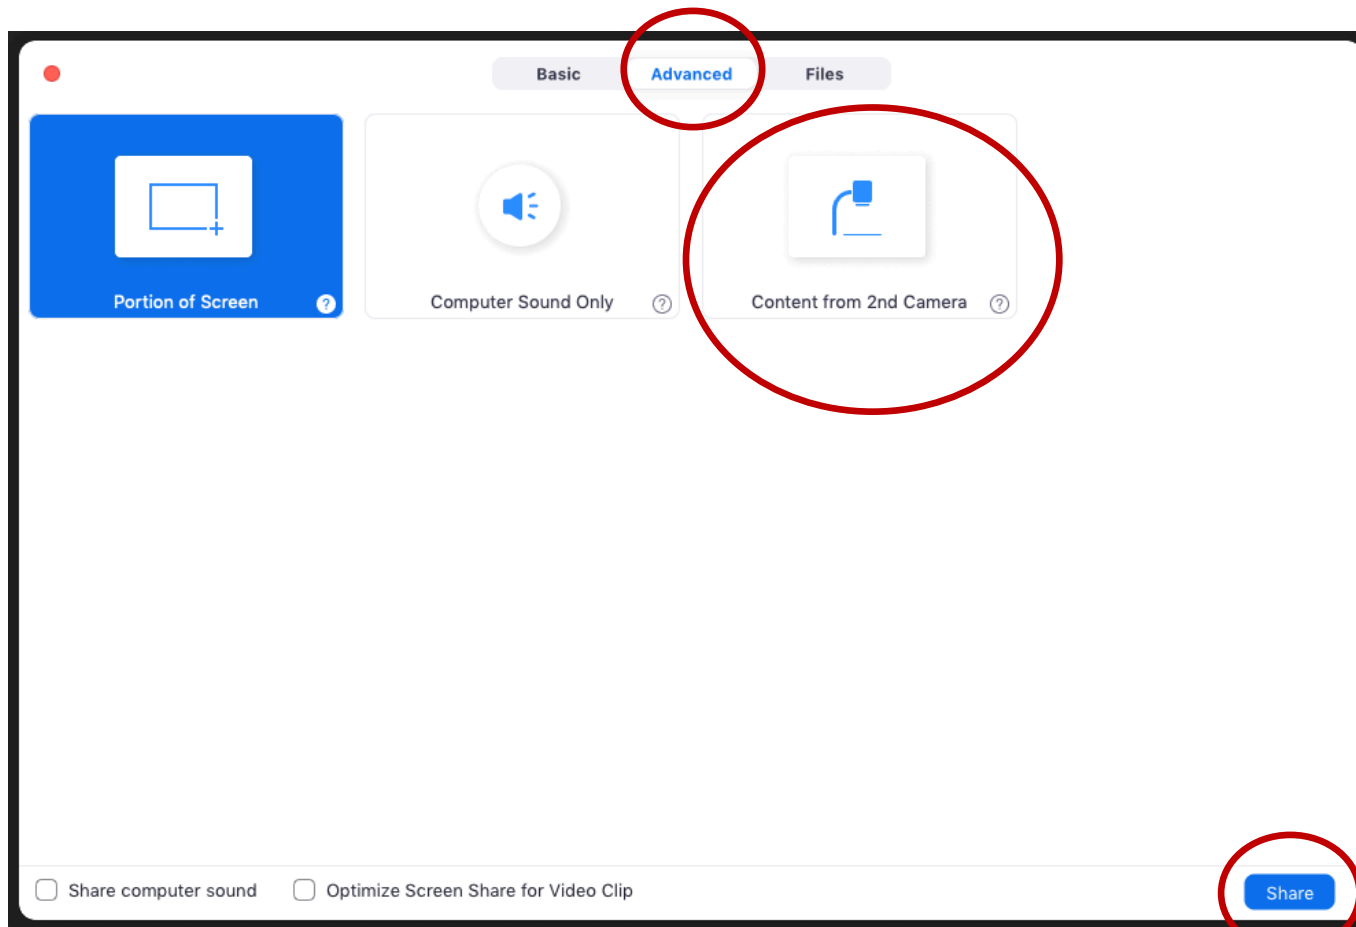 Basic Advanced Files
Portion of Screen ? Computer Sound Only ? Content from 2nd Camera ?
Share computer sound Optimize Screen Share for Video Clip Share